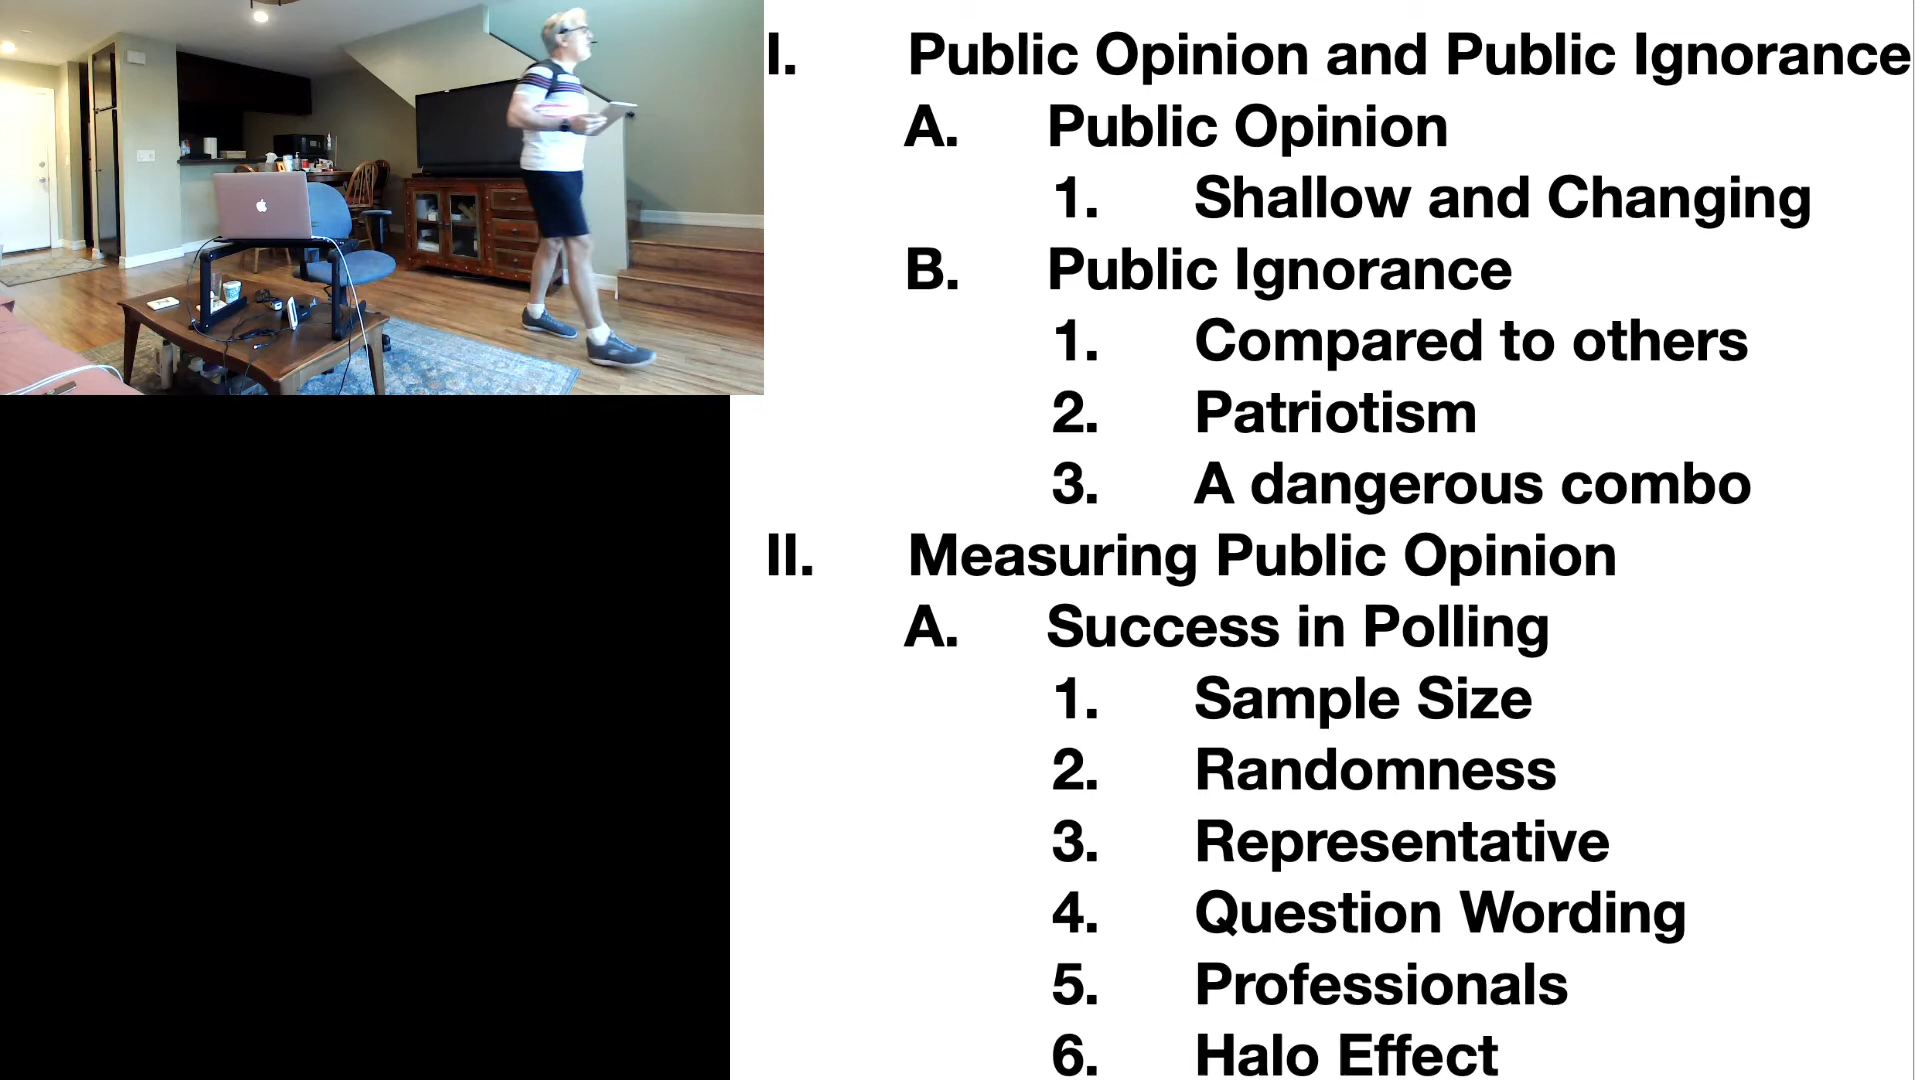 I. Public Opinion and Public Ignorance
A. Public Opinion
1. Shallow and Changing
B. Public Ignorance
1. Compared to others
2. Patriotism
3. A dangerous combo
II. Measuring Public Opinion
A. Success in Polling
1. Sample Size
2. Randomness
3. Representative
4. Question Wording
5. Professionals
6. Halo Effect